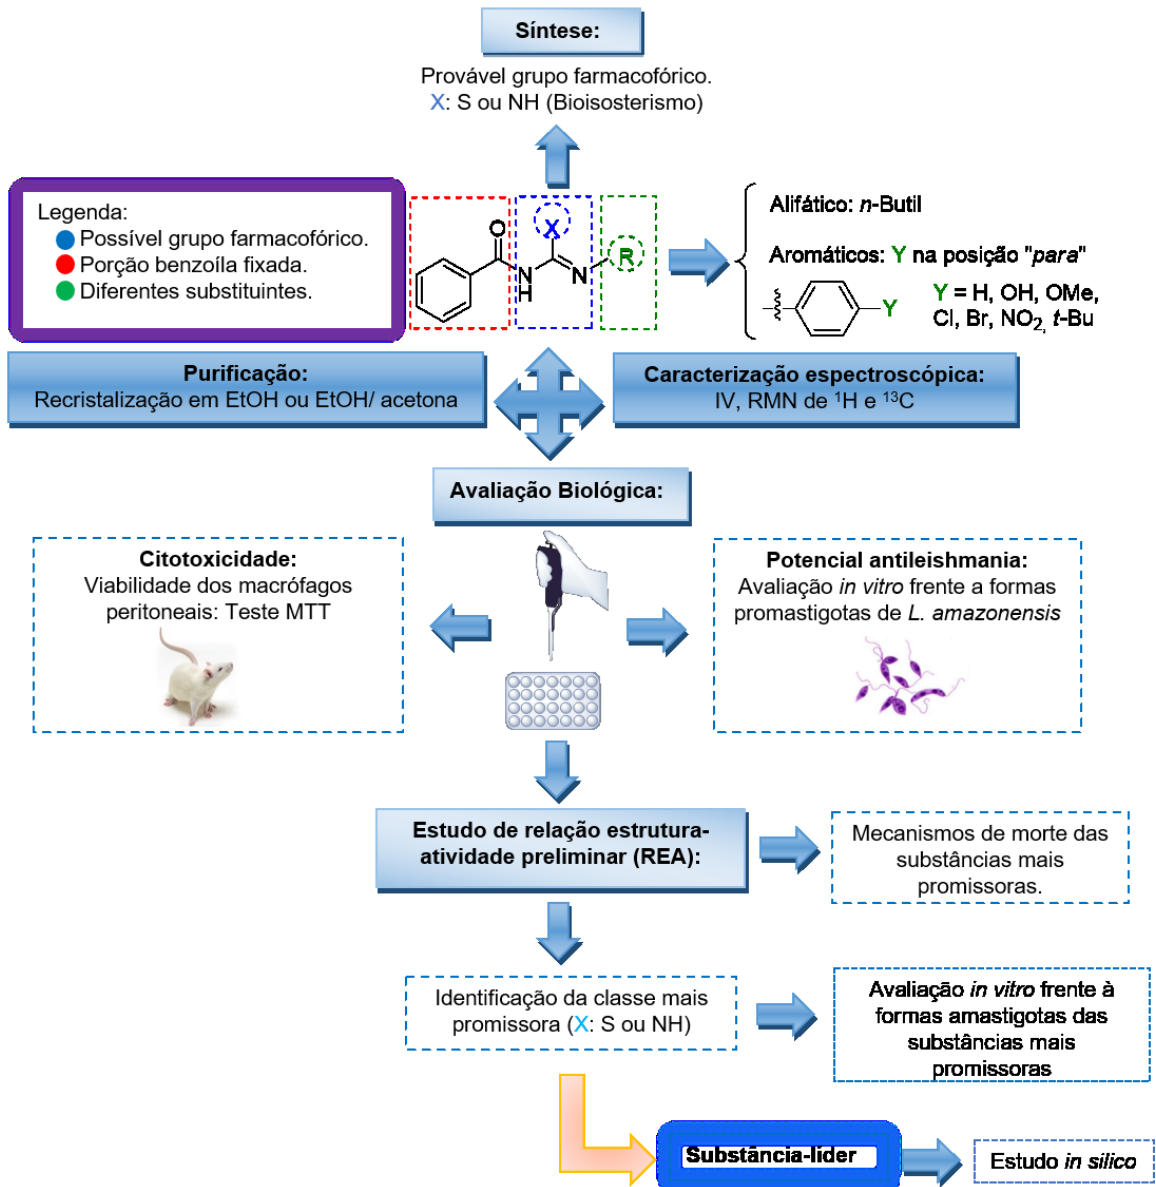 Síntese:
Provável grupo farmacofórico.
X: S ou NH (Bioisosterismo)
Legenda:
Possível grupo farmacofórico.
Porção benzoíla fixada.
Diferentes substituintes.
O
X
N
H
N
R
Alifático: n-Butil
Aromáticos: Y na posição "para"
Y
Y = H, OH, OMe,
Cl, Br, NO2, t-Bu
Purificação:
Recristalização em EtOH ou EtOH/ acetona
Caracterização espectroscópica:
IV, RMN de ¹H e ¹³C
Avaliação Biológica:
Citotoxicidade:
Viabilidade dos macrófagos
peritoneais: Teste MTT
Potencial antileishmania:
Avaliação in vitro frente a formas
promastigotas de L. amazonensis
Estudo de relação estrutura-
atividade preliminar (REA):
Mecanismos de morte das
substâncias mais
promissoras.
Identificação da classe mais
promissora (X: S ou NH)
Avaliação in vitro frente à
formas amastigotas das
substâncias mais
promissoras
Substância-líder
Estudo in silico